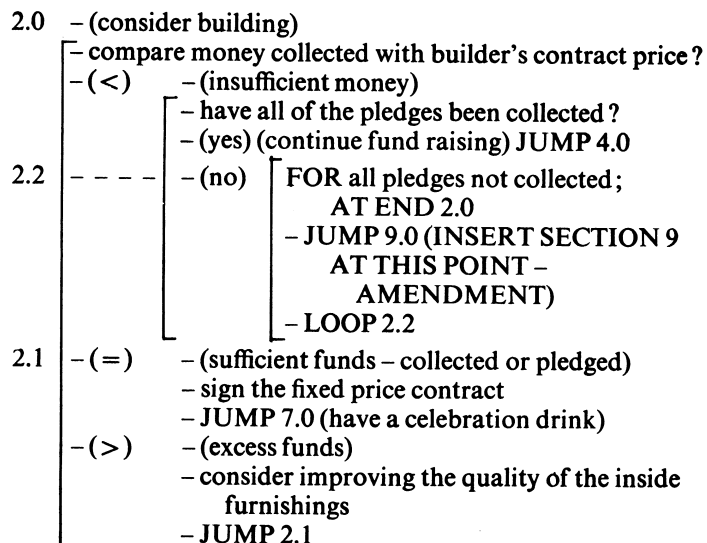 2.0 – (consider building)
– compare money collected with builder's contract price?
– (<) – (insufficient money)
– have all of the pledges been collected?
– (yes) (continue fund raising) JUMP 4.0
2.2 – – – – – (no) FOR all pledges not collected;
AT END 2.0
– JUMP 9.0 (INSERT SECTION 9
AT THIS POINT –
AMENDMENT)
– LOOP 2.2
2.1 – (=) – (sufficient funds – collected or pledged)
– sign the fixed price contract
– JUMP 7.0 (have a celebration drink)
– (>) – (excess funds)
– consider improving the quality of the inside
furnishings
– JUMP 2.1